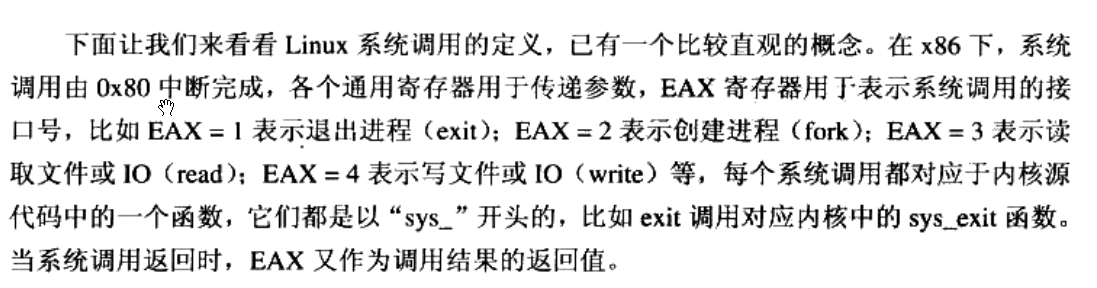 下面让我们来看看 Linux 系统调用的定义，已有一个比较直观的概念。在 x86 下，系统
调用由 0x80 中断完成，各个通用寄存器用于传递参数，EAX 寄存器用于表示系统调用的接
口号，比如 EAX = 1 表示退出进程（exit）；EAX = 2 表示创建进程（fork）；EAX = 3 表示读
取文件或 IO（read）；EAX = 4 表示写文件或 IO（write）等，每个系统调用都对应于内核源
代码中的一个函数，它们都是以“sys_”开头的，比如 exit 调用对应内核中的 sys_exit 函数。
当系统调用返回时，EAX 又作为调用结果的返回值。